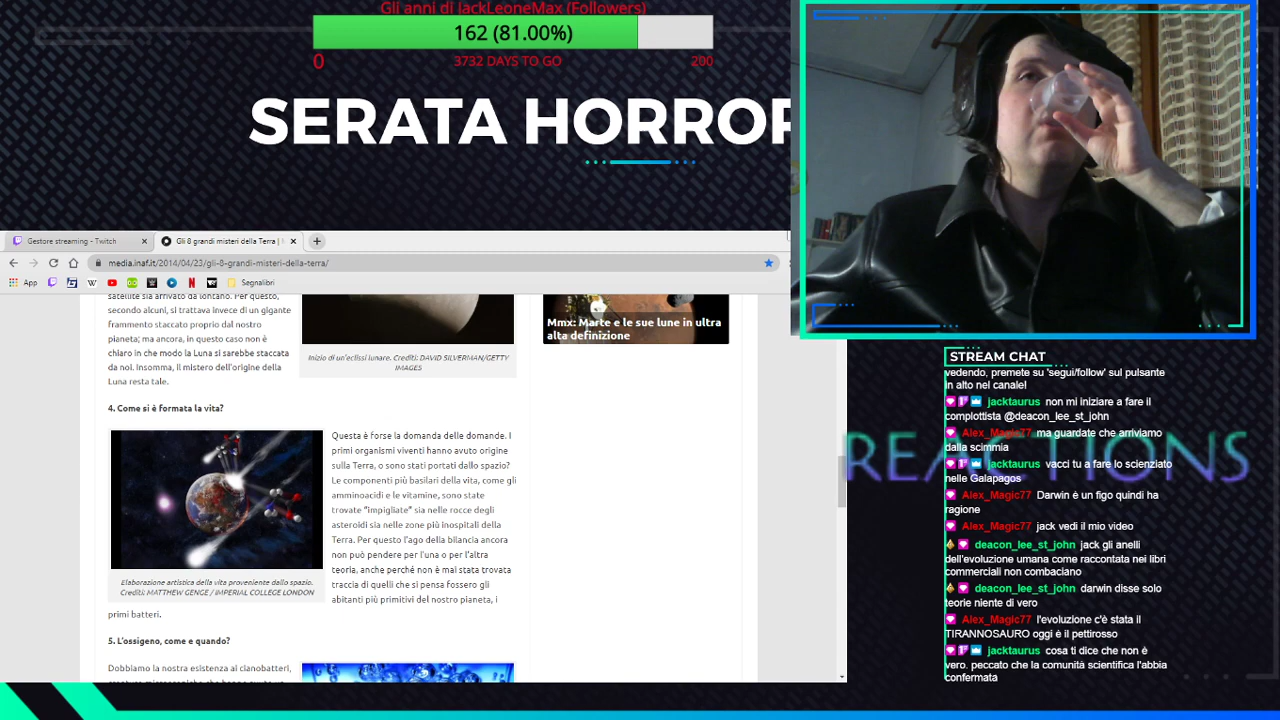 Gli anni di IackLeoneMax (Followers)
162 (81.00%)
0
3732 DAYS TO GO
200
SERATA HORROR
Gestore streaming - Twitch
Gli 8 grandi misteri della Terra |
media.inaf.it/2014/04/23/gli-8-grandi-misteri-della-terra/
App
Segnalibri
satellite sia arrivato da lontano. Per questo,
secondo alcuni, si trattava invece di un gigante
frammento staccato proprio dal nostro
pianeta; ma ancora, in questo caso non è
chiaro in che modo la Luna si sarebbe staccata
da noi. Insomma, il mistero dell'origine della
Luna resta tale.
Inizio di un'eclissi lunare. Crediti: DAVID SILVERMAN/GETTY
IMAGES
Mmx: Marte e le sue lune in ultra
alta definizione
4. Come si è formata la vita?
Questa è forse la domanda delle domande. I
primi organismi viventi hanno avuto origine
sulla Terra, o sono stati portati dallo spazio?
Le componenti più basilari della vita, come gli
amminoacidi e le vitamine, sono state
trovate “impigliate” sia nelle rocce degli
asteroidi sia nelle zone più inospitali della
Terra. Per questo l'ago della bilancia ancora
non può pendere per l'una o per l'altra
teoria, anche perché non è mai stata trovata
traccia di quelli che si pensa fossero gli
abitanti più primitivi del nostro pianeta, i
primi batteri.
Elaborazione artistica della vita proveniente dallo spazio.
Crediti: MATTHEW GENGE / IMPERIAL COLLEGE LONDON
5. L'ossigeno, come e quando?
Dobbiamo la nostra esistenza ai cianobatteri,
STREAM CHAT
vedendo, premete su 'segui/follow' sul pulsante
in alto nel canale!
jacktaurus non mi iniziare a fare il
complottista @deacon_lee_st_john
Alex_Magic77 ma guardate che arriviamo
dalla scimmia
jacktaurus vacci tu a fare lo scienziato
nelle Galapagos
Alex_Magic77 Darwin è un figo quindi ha
ragione
Alex_Magic77 jack vedi il mio video
deacon_lee_st_john jack gli anelli
dell'evoluzione umana come raccontata nei libri
commerciali non combaciano
deacon_lee_st_john darwin disse solo
teorie niente di vero
Alex_Magic77 l'evoluzione c'è stata il
TIRANNOSAURO oggi è il pettirosso
jacktaurus cosa ti dice che non è
vero. peccato che la comunità scientifica l'abbia
confermata
REACTIONS